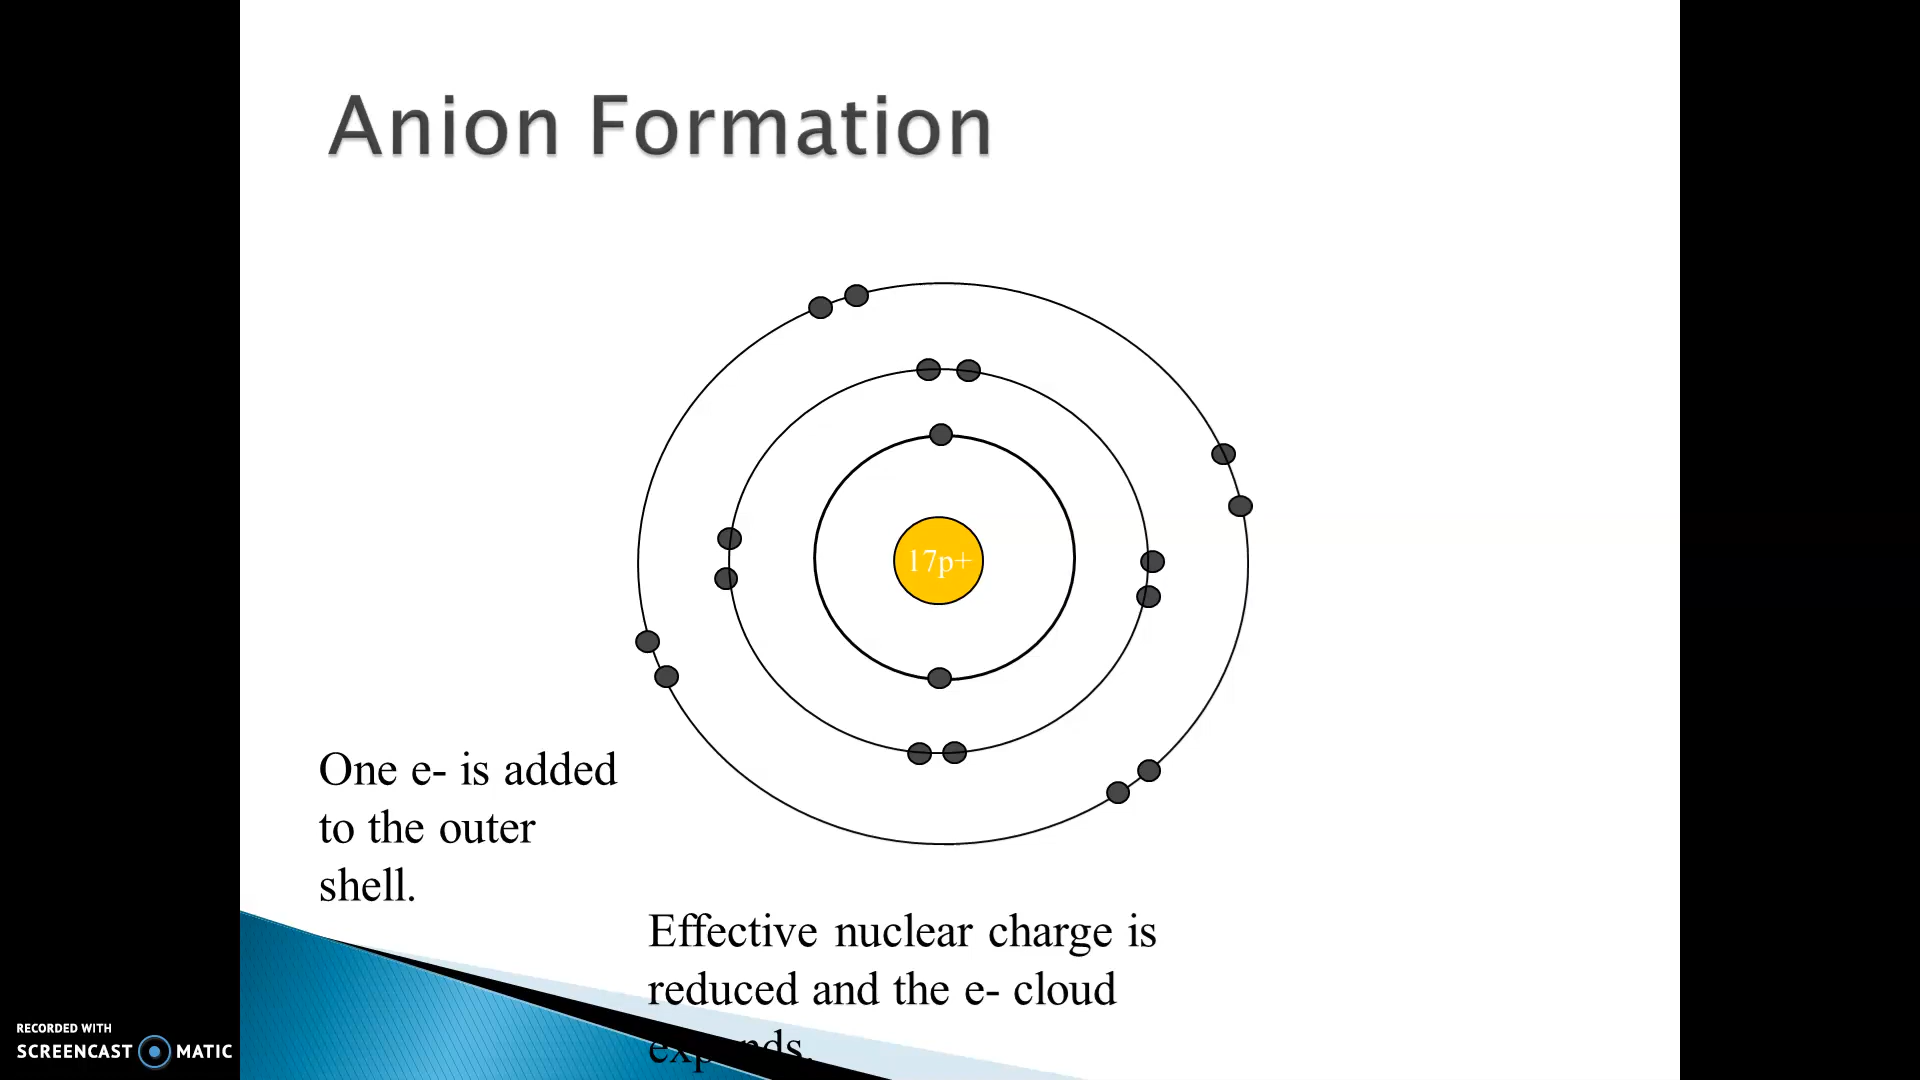 Anion Formation
17p+
One e- is added
to the outer
shell.
Effective nuclear charge is
reduced and the e- cloud
expands.
RECORDED WITH
SCREENCAST MATIC